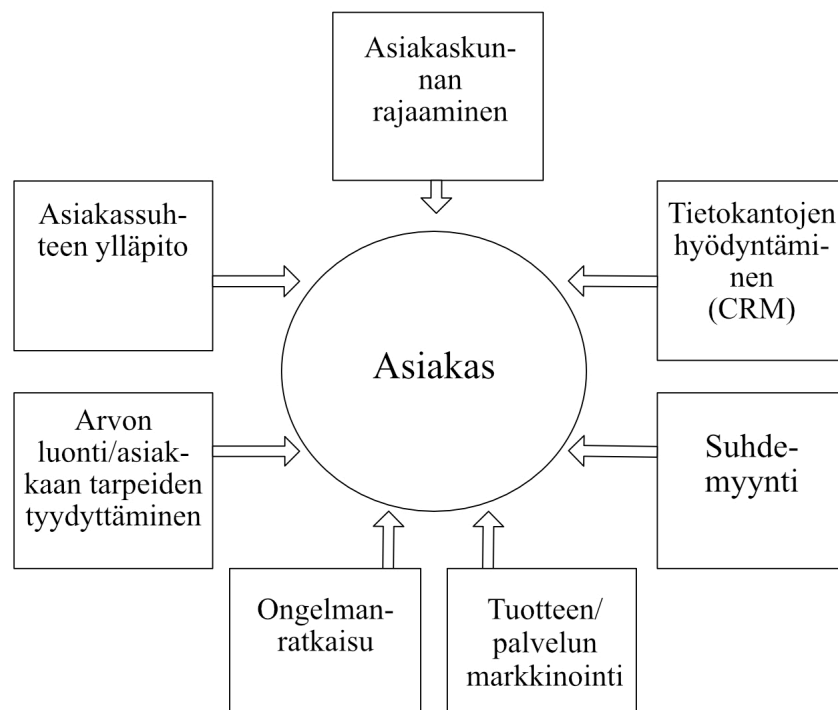 Asiakaskun-
nan
rajaaminen
Asiakassuh-
teen ylläpito
Tietokantojen
hyödyntämi-
nen
(CRM)
Asiakas
Arvon
luonti/asiak-
kaan tarpeiden
tyydyttäminen
Suhde-
myynti
Ongelman-
ratkaisu
Tuotteen/
palvelun
markkinointi